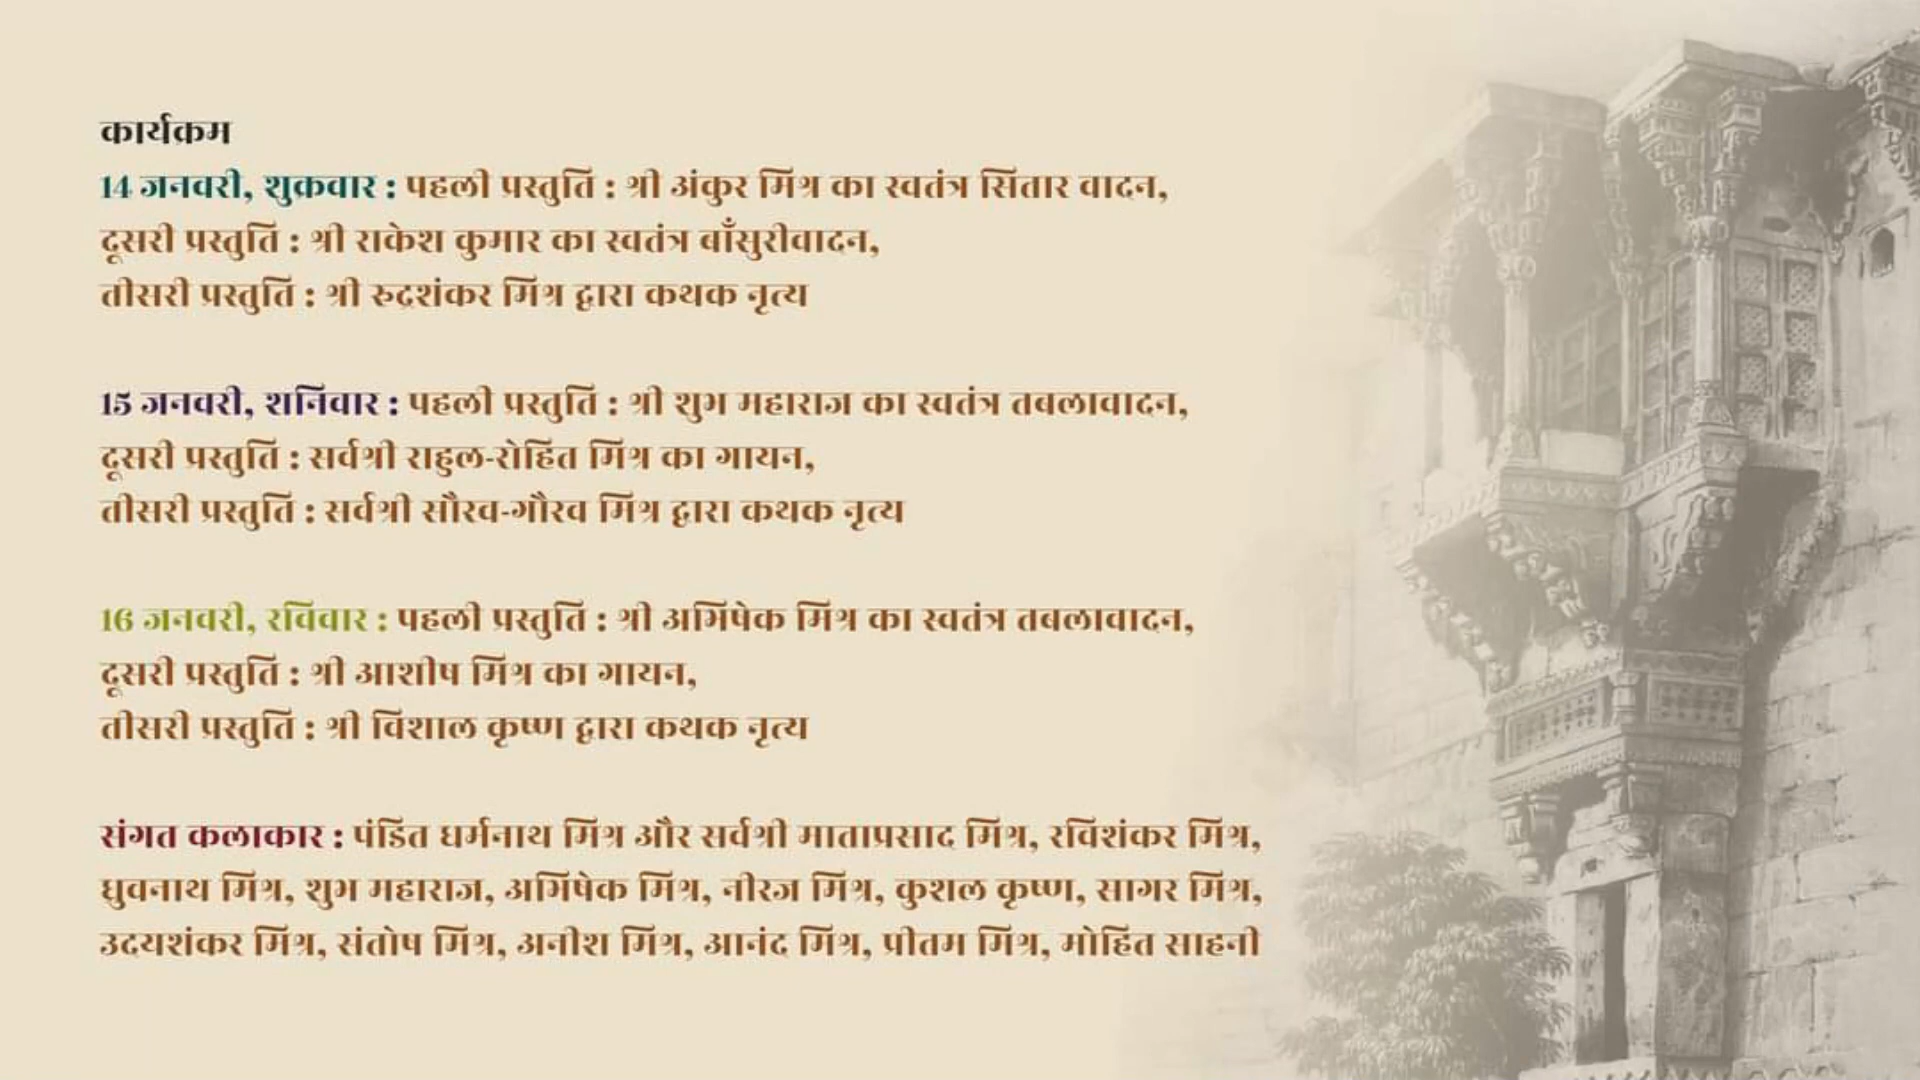 कार्यक्रम
14 जनवरी, शुक्रवार : पहली प्रस्तुति : श्री अंकुर मिश्र का स्वतंत्र सितार वादन,
दूसरी प्रस्तुति : श्री राकेश कुमार का स्वतंत्र बाँसुरीवादन,
तीसरी प्रस्तुति : श्री रुद्रशंकर मिश्र द्वारा कथक नृत्य
15 जनवरी, शनिवार : पहली प्रस्तुति : श्री शुभ महाराज का स्वतंत्र तबलावादन,
दूसरी प्रस्तुति : सर्वश्री राहुल-रोहित मिश्र का गायन,
तीसरी प्रस्तुति : सर्वश्री सौरव-गौरव मिश्र द्वारा कथक नृत्य
16 जनवरी, रविवार : पहली प्रस्तुति : श्री अभिषेक मिश्र का स्वतंत्र तबलावादन,
दूसरी प्रस्तुति : श्री आशीष मिश्र का गायन,
तीसरी प्रस्तुति : श्री विशाल कृष्ण द्वारा कथक नृत्य
संगत कलाकार : पंडित धर्मनाथ मिश्र और सर्वश्री माताप्रसाद मिश्र, रविशंकर मिश्र,
ध्रुवनाथ मिश्र, शुभ महाराज, अभिषेक मिश्र, नीरज मिश्र, कुशल कृष्ण, सागर मिश्र,
उदयशंकर मिश्र, संतोष मिश्र, अनीश मिश्र, आनंद मिश्र, प्रीतम मिश्र, मोहित साहनी